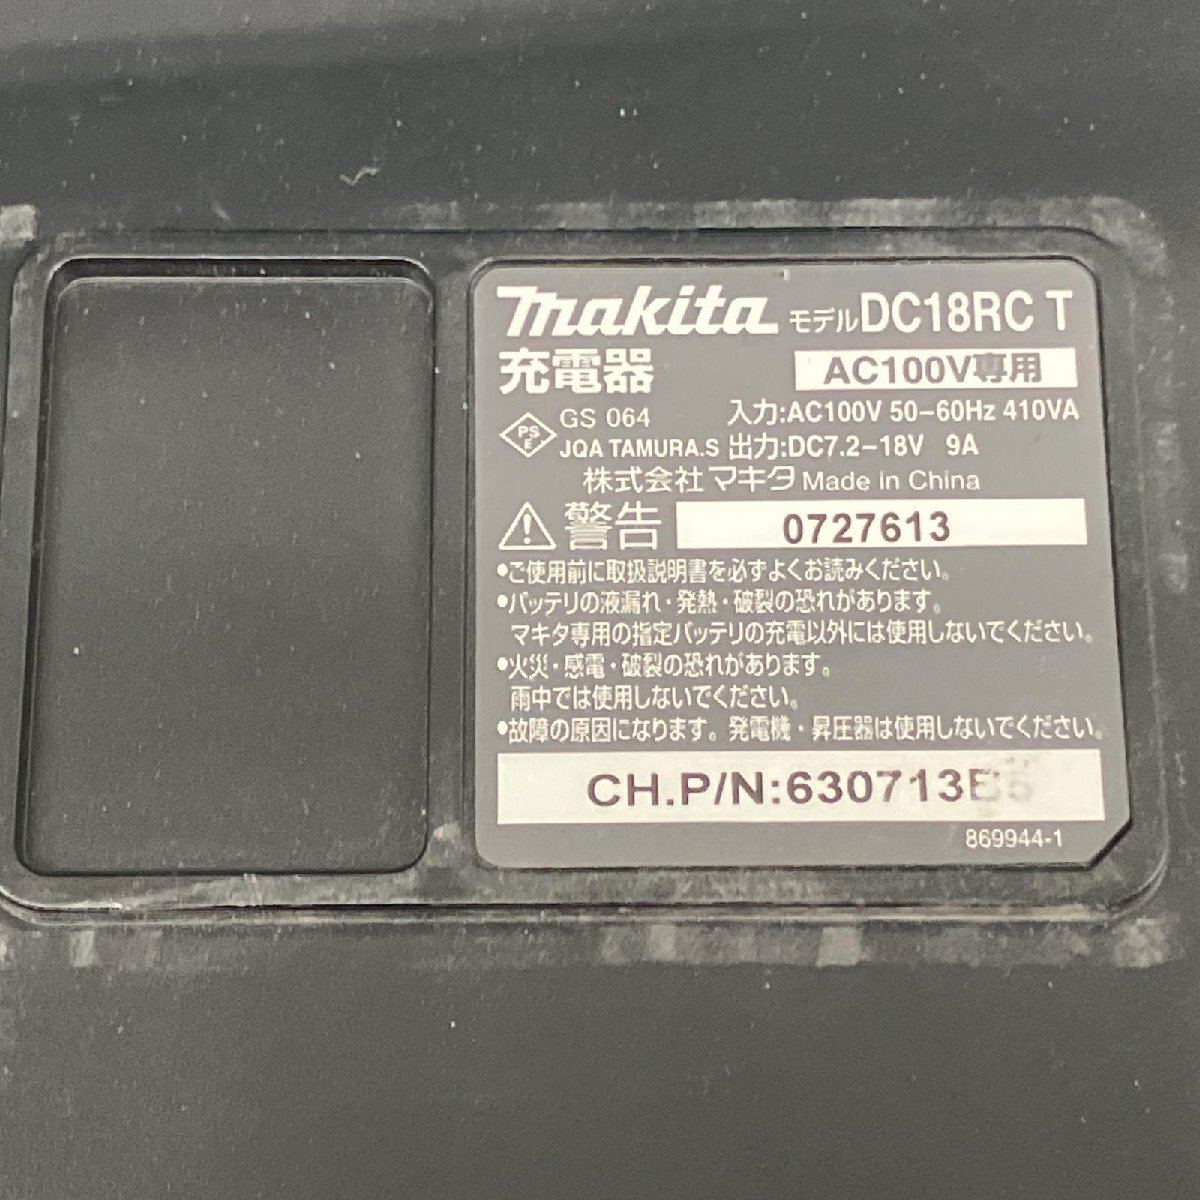 makita モデルDC18RC T
充電器 AC100V専用
PSE GS 064 入力:AC100V 50-60Hz 410VA
JQA TAMURA.S 出力:DC7.2-18V 9A
株式会社マキタ Made in China
警告 0727613
•ご使用前に取扱説明書を必ずよくお読みください。
•バッテリの液漏れ・発熱・破裂の恐れがあります。
マキタ専用の指定バッテリの充電以外には使用しないでください。
•火災・感電・破裂の恐れがあります。
雨中では使用しないでください。
•故障の原因になります。発電機・昇圧器は使用しないでください。
CH.P/N:630713
869944-1